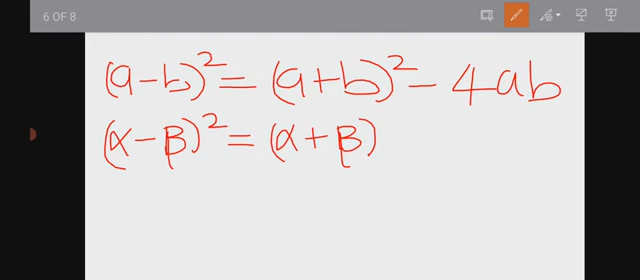 6 OF 8
(a-b)² = (a+b)² - 4ab
(α-β)² = (α+β)